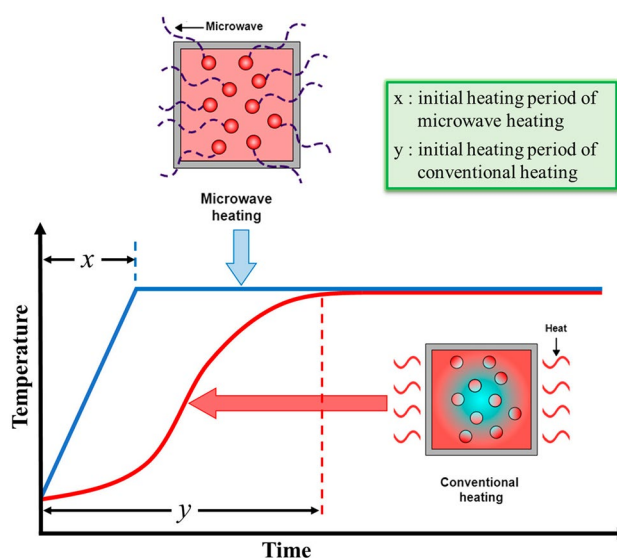 Microwave
x : initial heating period of
microwave heating
y : initial heating period of
conventional heating
Microwave
heating
x
Temperature
Heat
Conventional
heating
y
Time